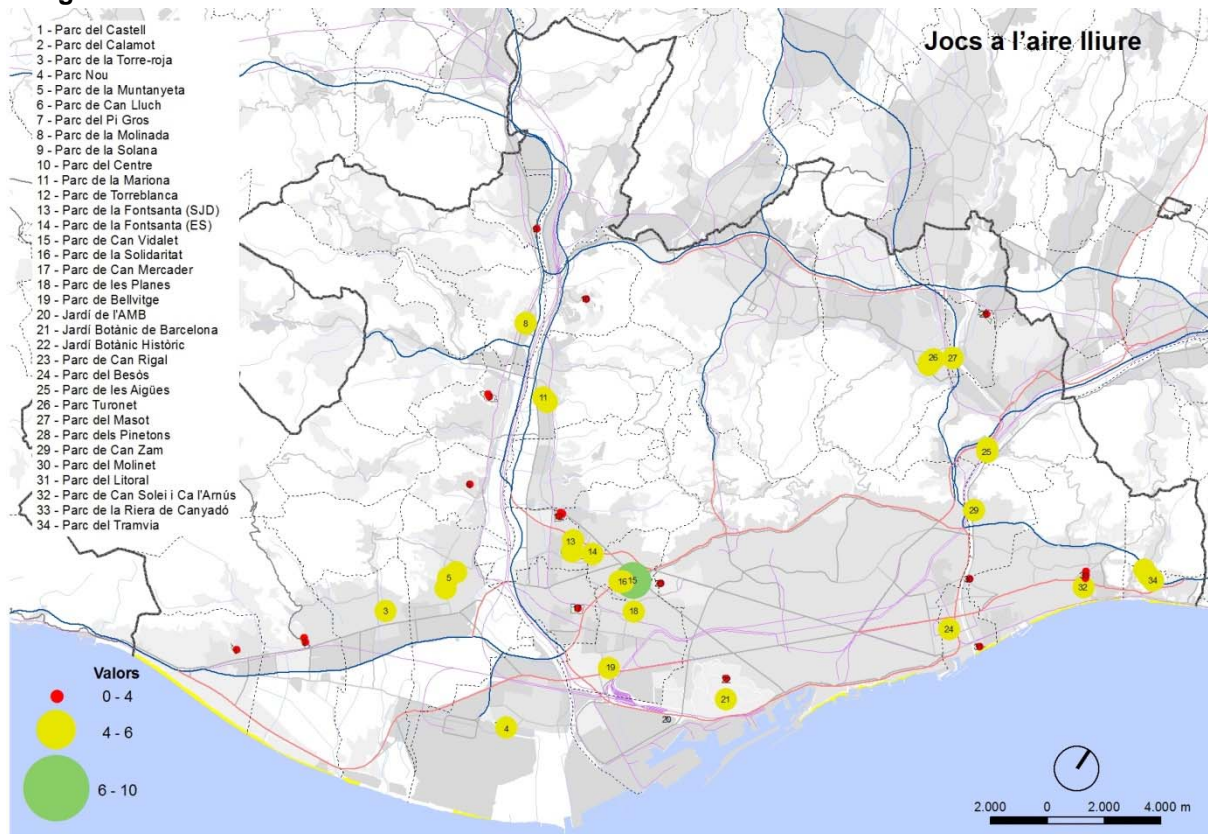 1 - Parc del Castell
2 - Parc del Calamot
3 - Parc de la Torre-roja
4 - Parc Nou
5 - Parc de la Muntanyeta
6 - Parc de Can Lluch
7 - Parc del Pi Gros
8 - Parc de la Molinada
9 - Parc de la Solana
10 - Parc del Centre
11 - Parc de la Mariona
12 - Parc de Torreblanca
13 - Parc de la Fontsanta (SJD)
14 - Parc de la Fontsanta (ES)
15 - Parc de Can Vidalet
16 - Parc de la Solidaritat
17 - Parc de Can Mercader
18 - Parc de les Planes
19 - Parc de Bellvitge
20 - Jardí de l'AMB
21 - Jardí Botànic de Barcelona
22 - Jardí Botànic Històric
23 - Parc de Can Rigal
24 - Parc del Besòs
25 - Parc de les Aigües
26 - Parc Turonet
27 - Parc del Masot
28 - Parc dels Pinetons
29 - Parc de Can Zam
30 - Parc del Molinet
31 - Parc del Litoral
32 - Parc de Can Solei i Ca l'Arnús
33 - Parc de la Riera de Canyadó
34 - Parc del Tramvia
Jocs a l'aire lliure
8
26
27
11
25
29
13
14
5
16
15
34
32
3
18
24
19
21
4
20
Valors
0 - 4
4 - 6
6 - 10
2.000 0 2.000 4.000 m